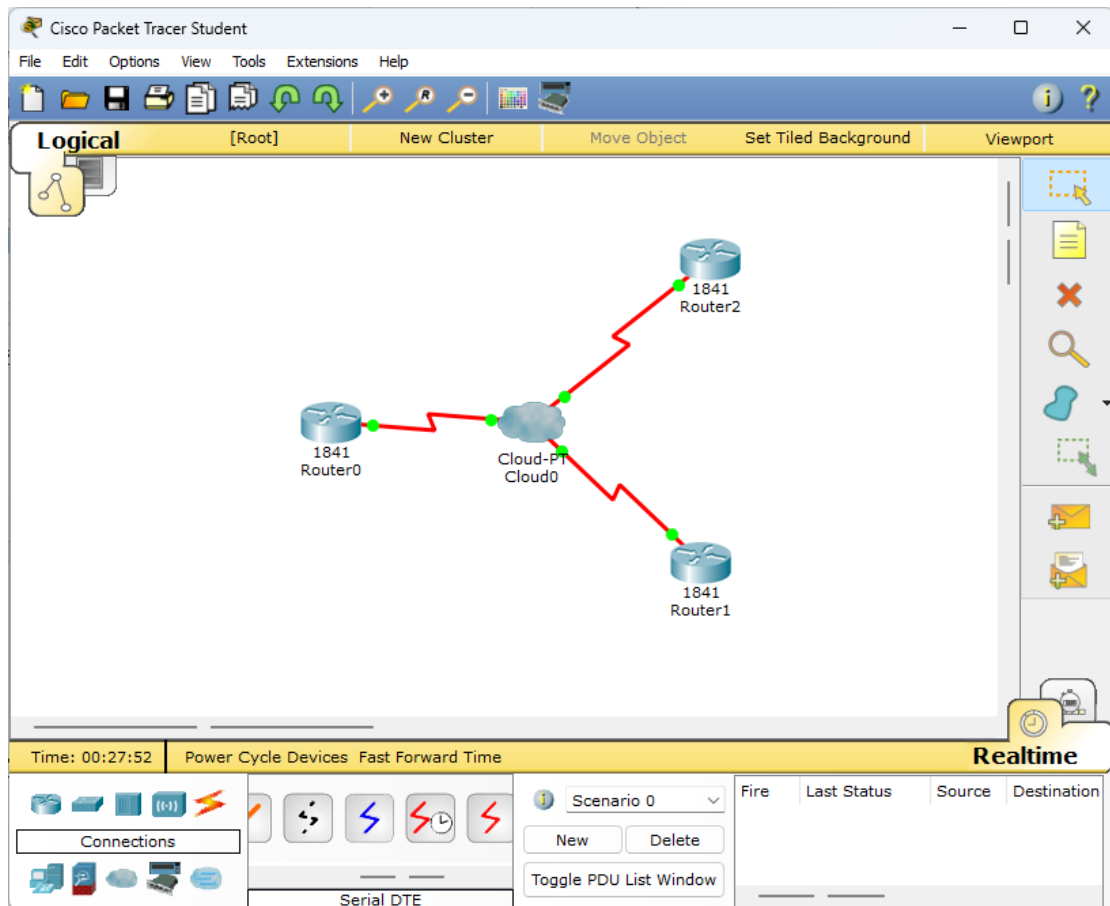 Cisco Packet Tracer Student
File Edit Options View Tools Extensions Help
R
i ?
Logical [Root] New Cluster Move Object Set Tiled Background Viewport
1841
Router2
1841
Router0
Cloud-PT
Cloud0
1841
Router1
Time: 00:27:52 Power Cycle Devices Fast Forward Time Realtime
Connections
Serial DTE
i Scenario 0
New Delete
Toggle PDU List Window
Fire Last Status Source Destination